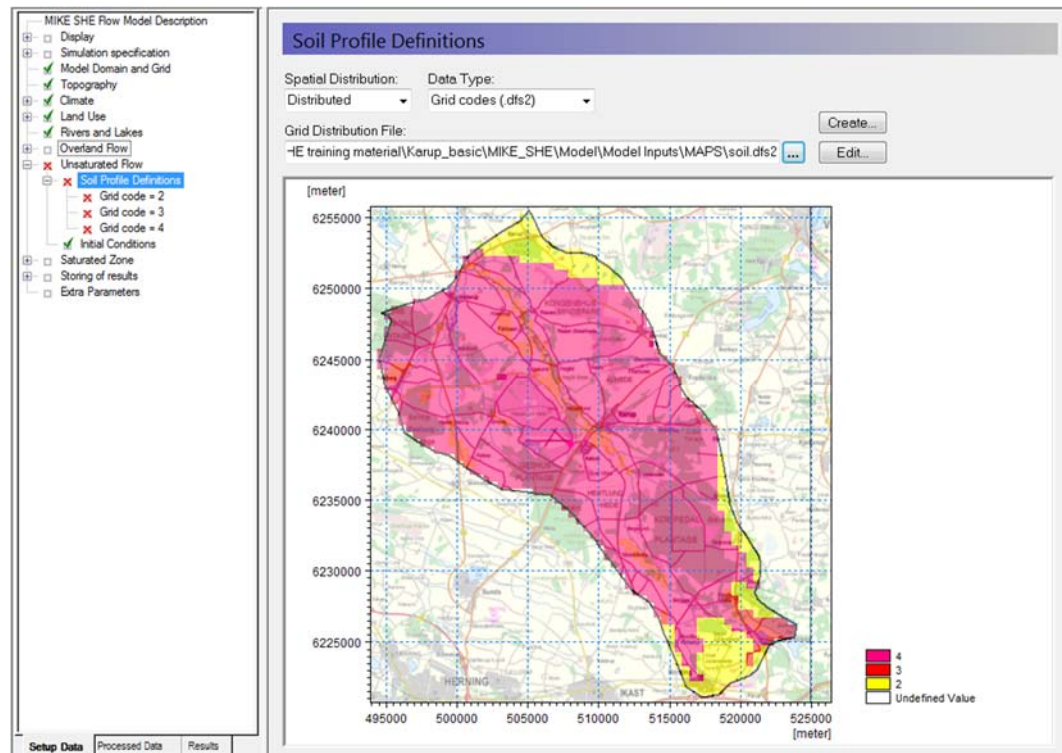 MIKE SHE Flow Model Description
Display
Simulation specification
Model Domain and Grid
Topography
Climate
Land Use
Rivers and Lakes
Overland Flow
Unsaturated Flow
Soil Profile Definitions
Grid code = 2
Grid code = 3
Grid code = 4
Initial Conditions
Saturated Zone
Storing of results
Extra Parameters
Setup Data Processed Data Results
Soil Profile Definitions
Spatial Distribution: Data Type:
Distributed Grid codes (.dfs2)
Grid Distribution File:
training material\Karup_basic\MIKE_SHE\Model\Model Inputs\MAPS\soil.dfs2 ...
Create...
Edit...
[meter]
6255000
6250000
6245000
6240000
6235000
6230000
6225000
Karup
HERNING
IKAST
495000 500000 505000 510000 515000 520000 525000
[meter]
4
3
2
Undefined Value